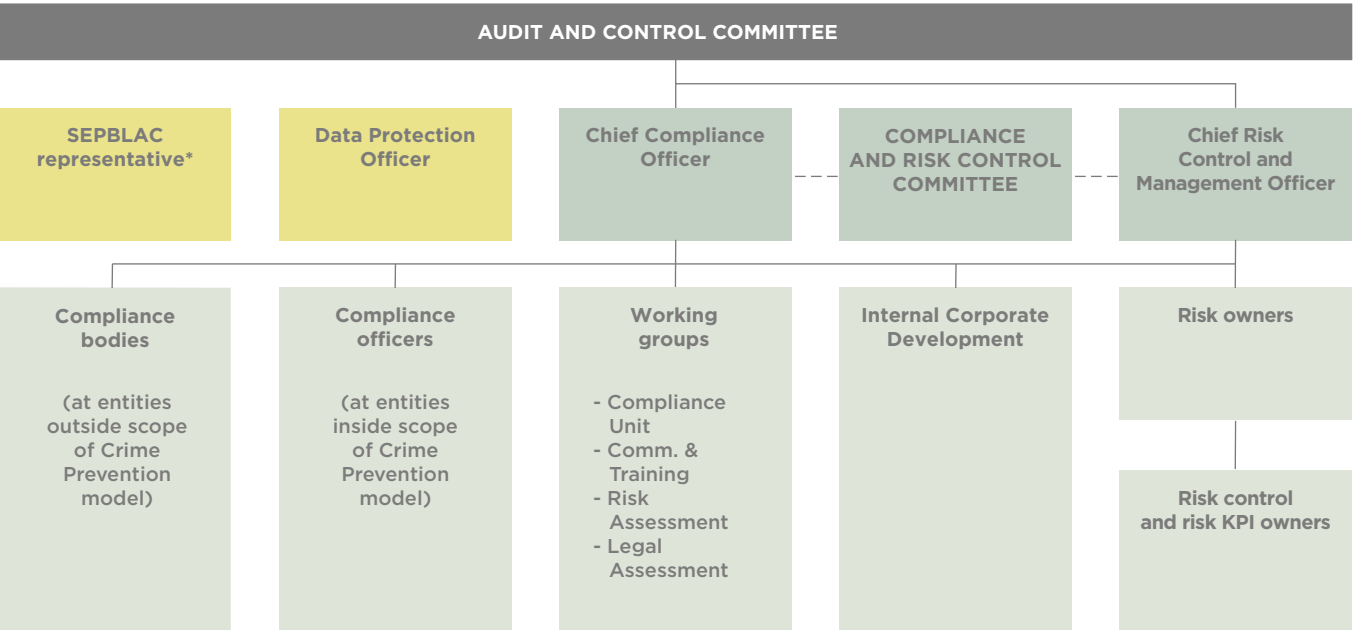 AUDIT AND CONTROL COMMITTEE
SEPBLAC
representative*
Data Protection
Officer
Chief Compliance
Officer
COMPLIANCE
AND RISK CONTROL
COMMITTEE
Chief Risk
Control and
Management Officer
Compliance
bodies
(at entities
outside scope
of Crime
Prevention
model)
Compliance
officers
(at entities
inside scope
of Crime
Prevention
model)
Working
groups
- Compliance
Unit
- Comm. &
Training
- Risk
Assessment
- Legal
Assessment
Internal Corporate
Development
Risk owners
Risk control
and risk KPI owners